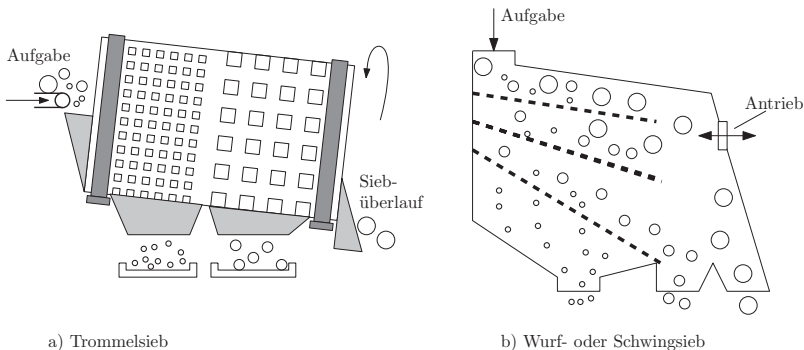 Aufgabe
Sieb-
überlauf
a) Trommelsieb
Aufgabe
Antrieb
b) Wurf- oder Schwingsieb